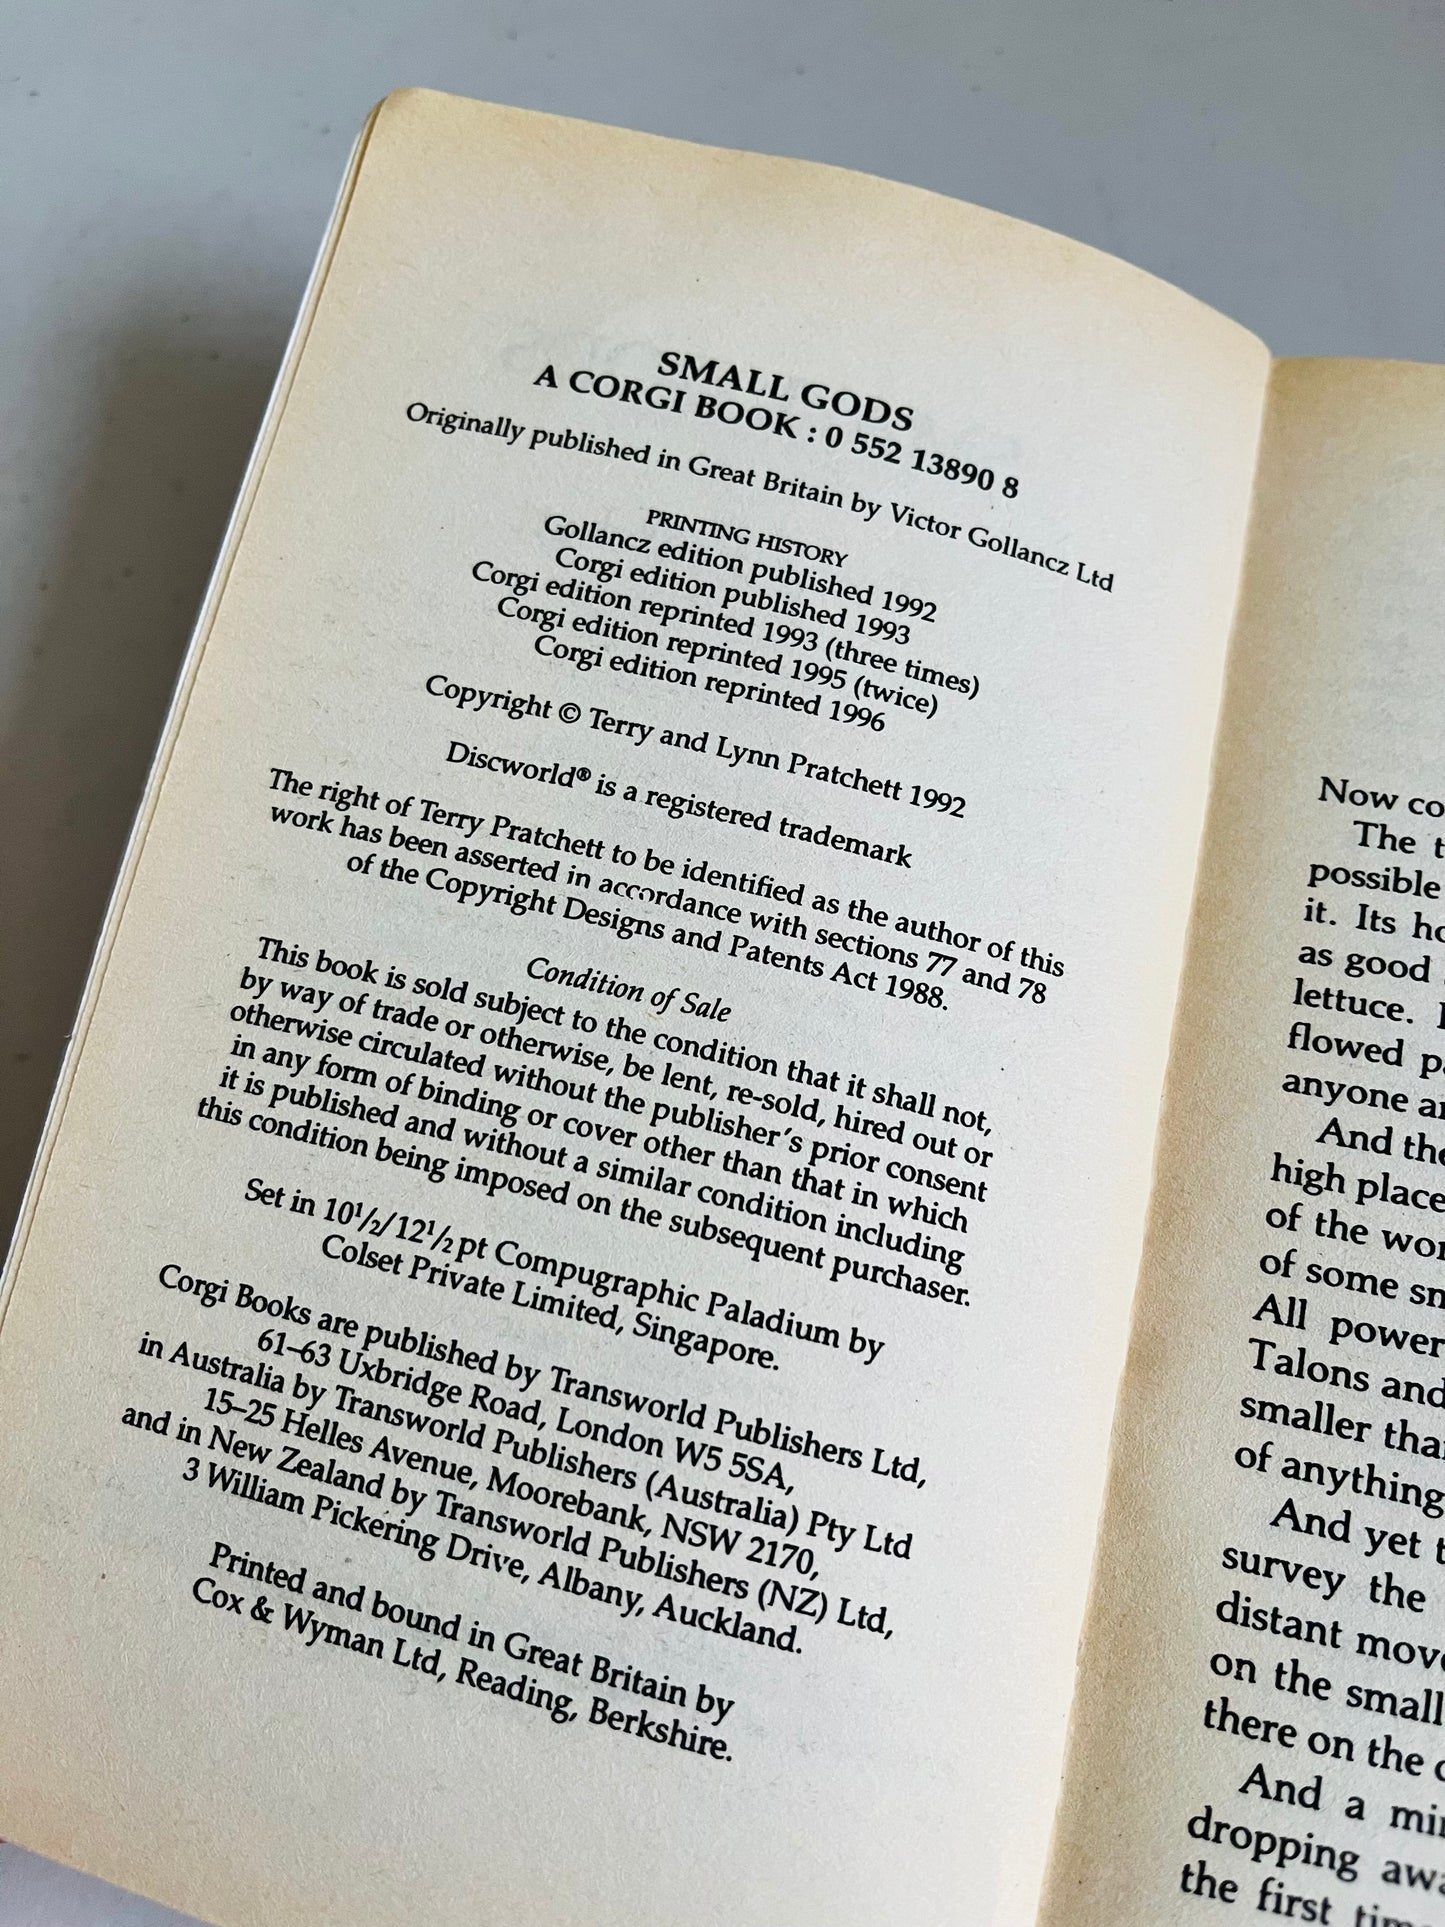 SMALL GODS
A CORGI BOOK : 0 552 13890 8
Originally published in Great Britain by Victor Gollancz Ltd
PRINTING HISTORY
Gollancz edition published 1992
Corgi edition published 1993
Corgi edition reprinted 1993 (three times)
Corgi edition reprinted 1995 (twice)
Corgi edition reprinted 1996
Copyright © Terry and Lynn Pratchett 1992
Discworld® is a registered trademark
The right of Terry Pratchett to be identified as the author of this
work has been asserted in accordance with sections 77 and 78
of the Copyright Designs and Patents Act 1988.
Condition of Sale
This book is sold subject to the condition that it shall not,
by way of trade or otherwise, be lent, re-sold, hired out or
otherwise circulated without the publisher's prior consent
in any form of binding or cover other than that in which
it is published and without a similar condition including
this condition being imposed on the subsequent purchaser.
Set in 10½/12½pt Compugraphic Paladium by
Colset Private Limited, Singapore.
Corgi Books are published by Transworld Publishers Ltd,
61–63 Uxbridge Road, London W5 5SA,
in Australia by Transworld Publishers (Australia) Pty Ltd
15–25 Helles Avenue, Moorebank, NSW 2170,
and in New Zealand by Transworld Publishers (NZ) Ltd,
3 William Pickering Drive, Albany, Auckland.
Printed and bound in Great Britain by
Cox & Wyman Ltd, Reading, Berkshire.
Now
The
possible
it. Its
as good
lettuce.
flowed
anyone
And
high
of the
of some
All power
Talons and
smaller
of anything
And yet
survey the
distant
on the small
there on the
And a
dropping
the first